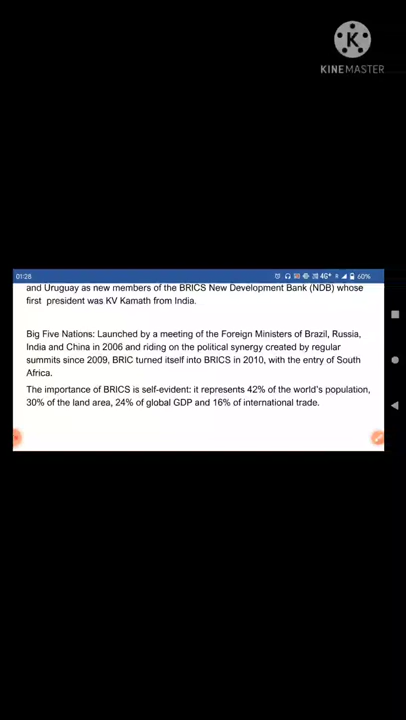 K
KINEMASTER
01:28
4G+
60%
and Uruguay as new members of the BRICS New Development Bank (NDB) whose
first president was KV Kamath from India.
Big Five Nations: Launched by a meeting of the Foreign Ministers of Brazil, Russia,
India and China in 2006 and riding on the political synergy created by regular
summits since 2009, BRIC turned itself into BRICS in 2010, with the entry of South
Africa.
The importance of BRICS is self-evident: it represents 42% of the world's population,
30% of the land area, 24% of global GDP and 16% of international trade.